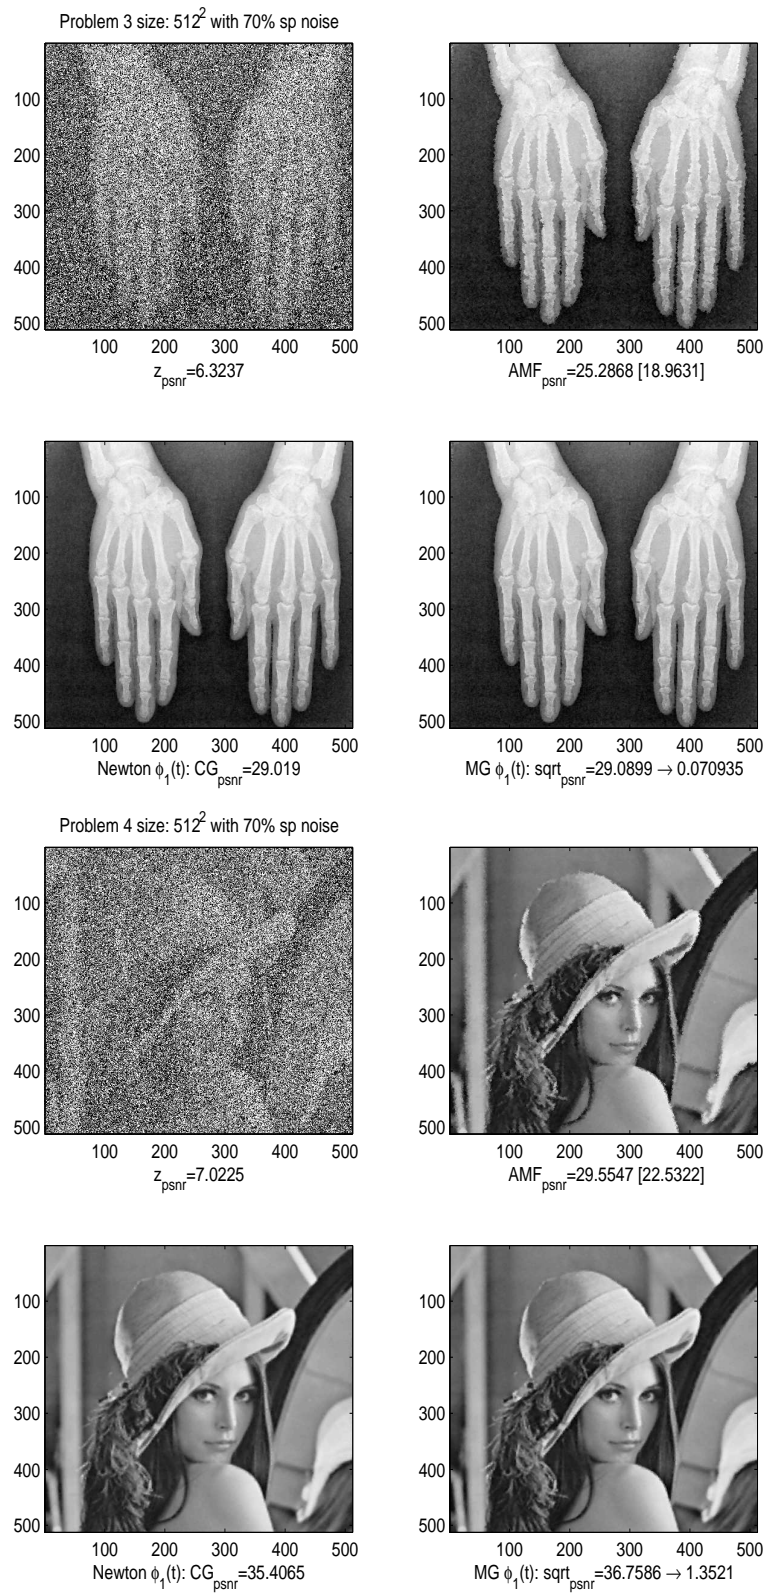 Problem 3 size: 512² with 70% sp noise
100
200
300
400
500
100 200 300 400 500
z_psnr=6.3237
100
200
300
400
500
100 200 300 400 500
AMF_psnr=25.2868 [18.9631]
100
200
300
400
500
100 200 300 400 500
Newton ϕ_1(t): CG_psnr=29.019
100
200
300
400
500
100 200 300 400 500
MG ϕ_1(t): sqrt_psnr=29.0899 → 0.070935
Problem 4 size: 512² with 70% sp noise
100
200
300
400
500
100 200 300 400 500
z_psnr=7.0225
100
200
300
400
500
100 200 300 400 500
AMF_psnr=29.5547 [22.5322]
100
200
300
400
500
100 200 300 400 500
Newton ϕ_1(t): CG_psnr=35.4065
100
200
300
400
500
100 200 300 400 500
MG ϕ_1(t): sqrt_psnr=36.7586 → 1.3521